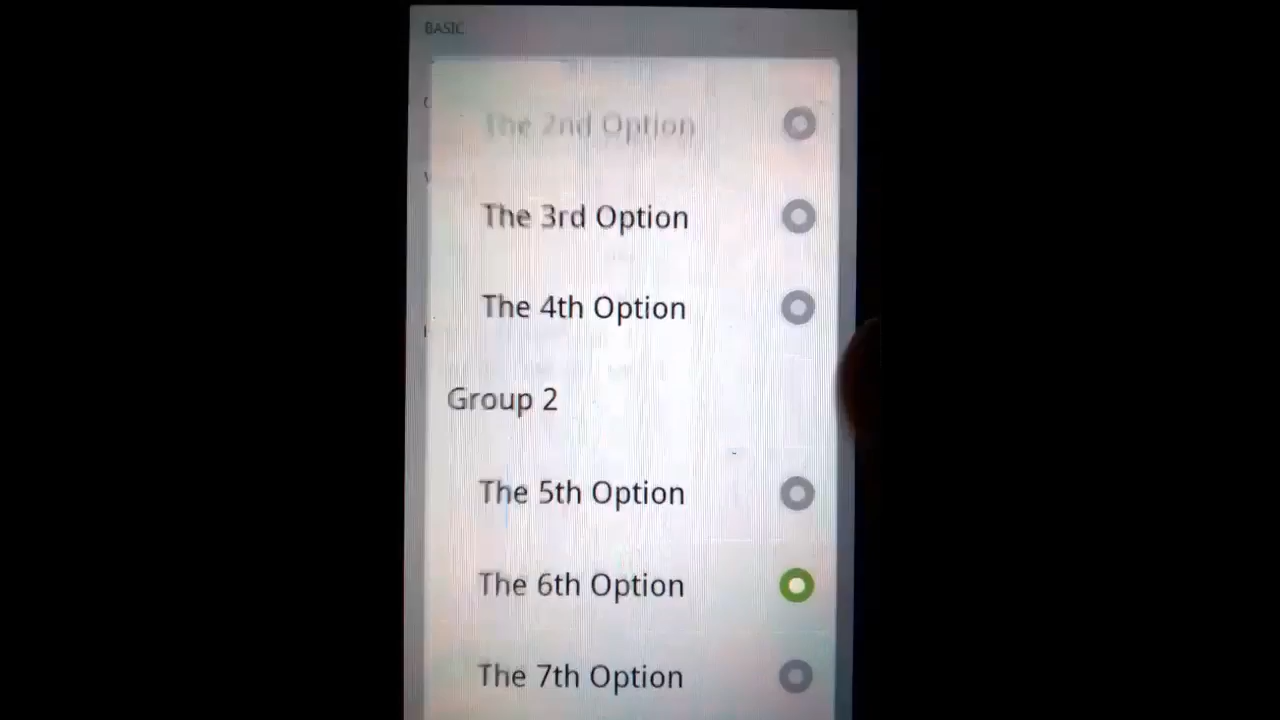 BASIC
The 2nd Option
The 3rd Option
The 4th Option
Group 2
The 5th Option
The 6th Option
The 7th Option